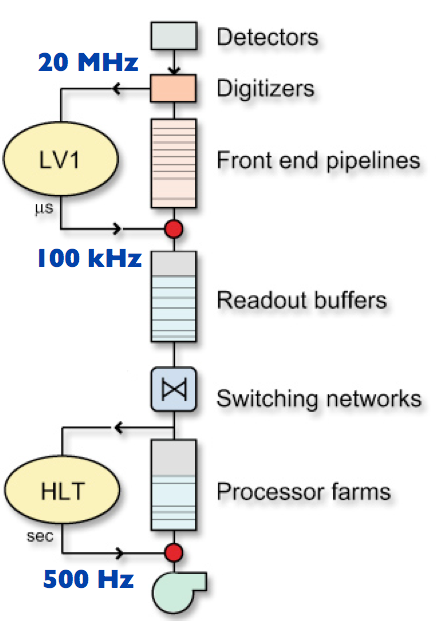 Detectors
20 MHz
Digitizers
LV1
Front end pipelines
μs
100 kHz
Readout buffers
Switching networks
HLT
Processor farms
sec
500 Hz